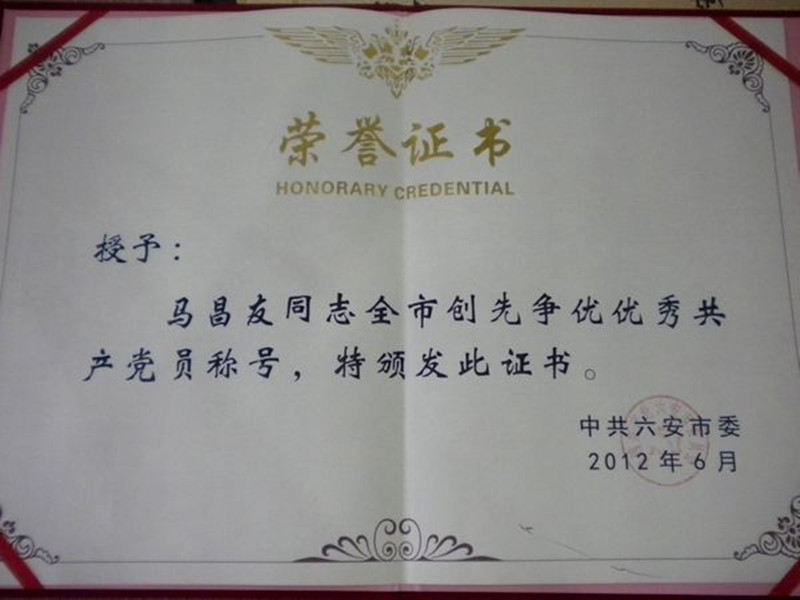 荣誉证书
HONORARY CREDENTIAL
授予：
马昌友同志全市创先争优优秀共
产党员称号，特颁发此证书。
中共六安市委
2012年6月